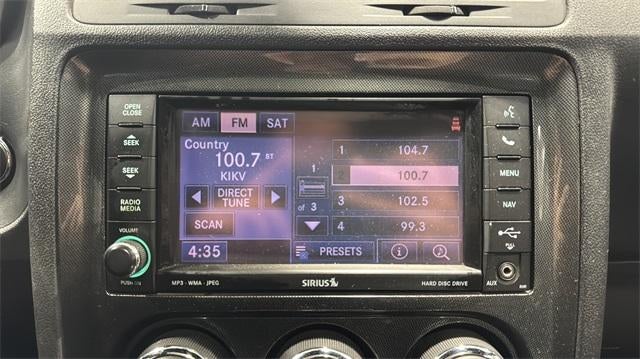 OPEN
CLOSE
SEEK
SEEK
RADIO
MEDIA
VOLUME
PUSH ON
AM FM SAT
Country
100.7 ST
KIKV
DIRECT
TUNE
SCAN
4:35
1
of 3
1 104.7
2 100.7
3 102.5
4 99.3
PRESETS
MP3 · WMA · JPEG
SIRIUS
HARD DISC DRIVE
MENU
NAV
PULL
AUX